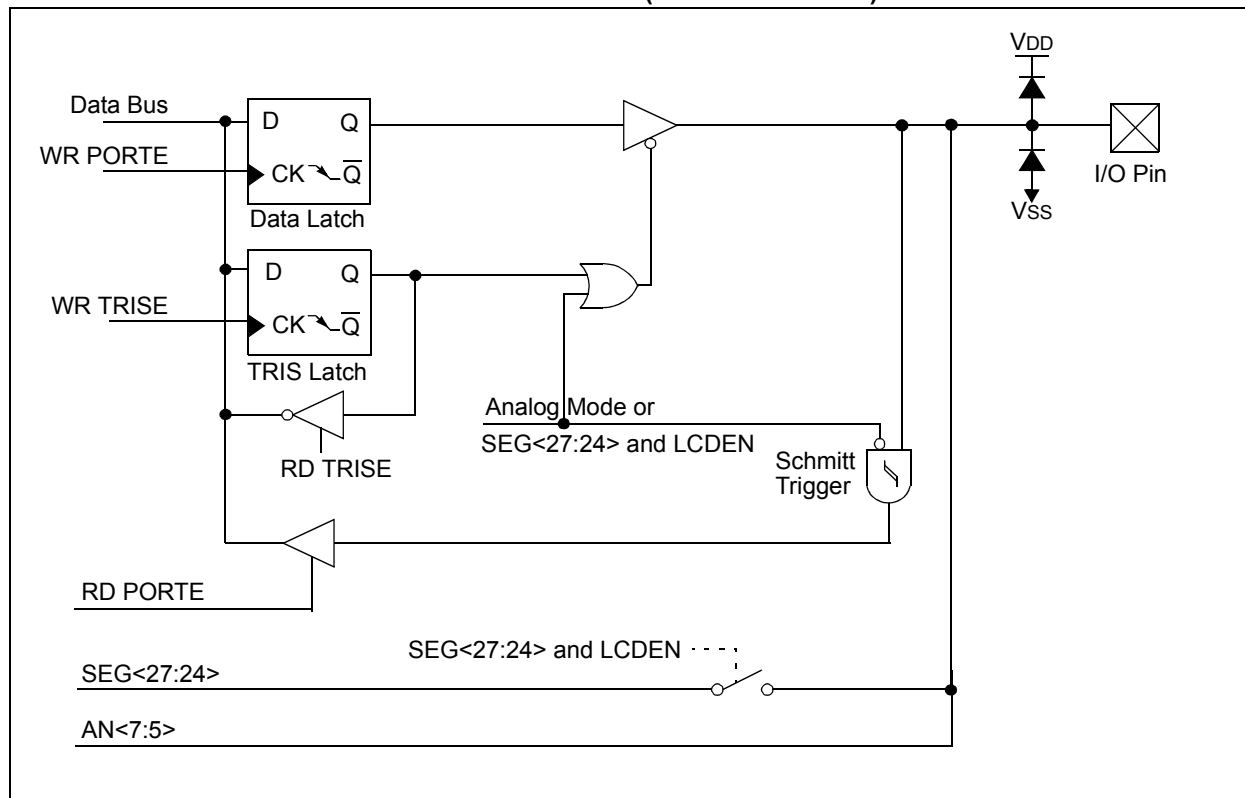 VDD
Data Bus
D Q
WR PORTE
CK Q
I/O Pin
VSS
Data Latch
D Q
WR TRISE
CK Q
TRIS Latch
Analog Mode or
SEG<27:24> and LCDEN
RD TRISE
Schmitt
Trigger
RD PORTE
SEG<27:24> and LCDEN
SEG<27:24>
AN<7:5>